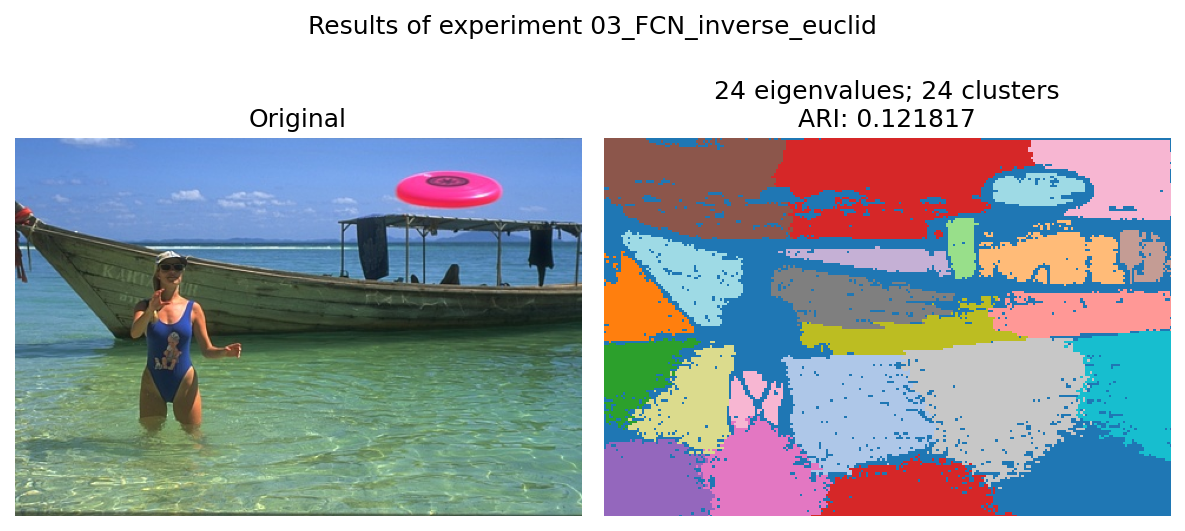 Results of experiment 03_FCN_inverse_euclid
24 eigenvalues; 24 clusters
Original
ARI: 0.121817